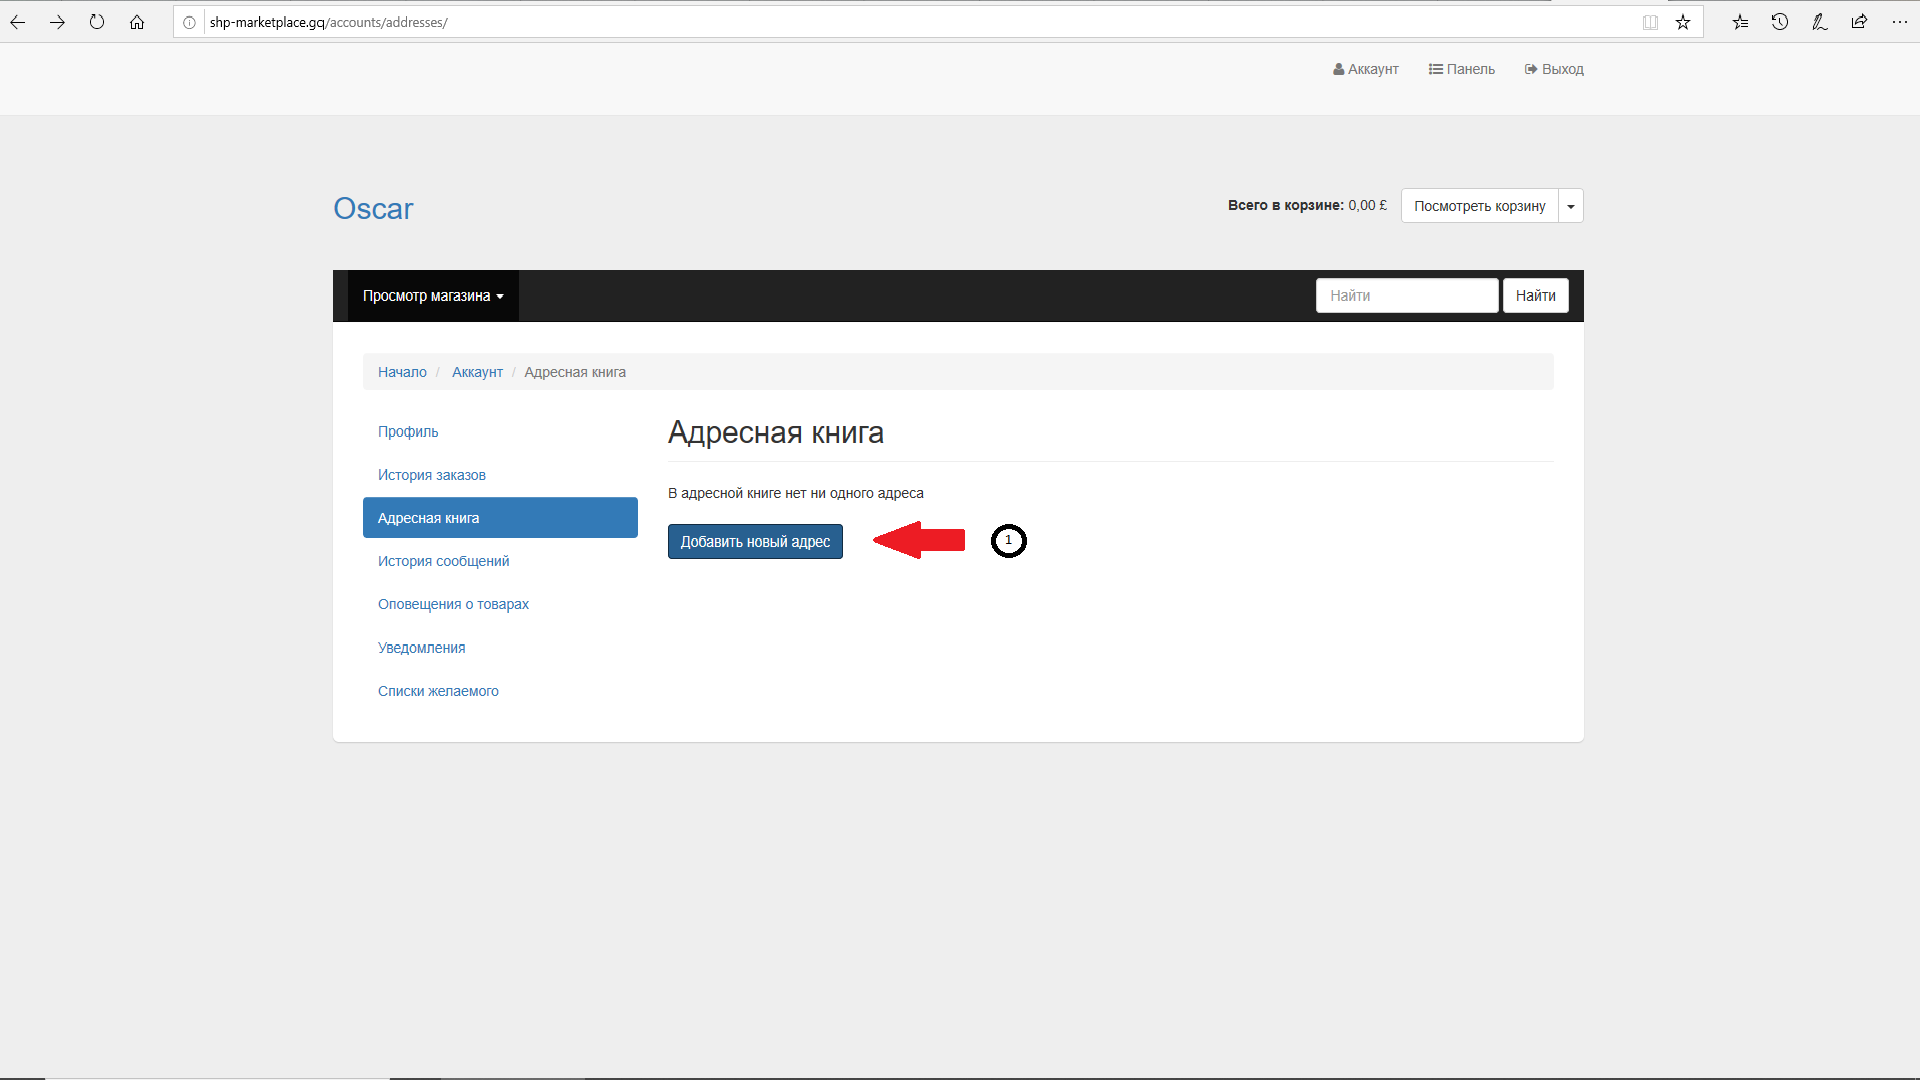 shp-marketplace.gq/accounts/addresses/
Аккаунт Панель Выход
Oscar
Всего в корзине: 0,00 £ Посмотреть корзину
Просмотр магазина Найти Найти
Начало / Аккаунт / Адресная книга
Профиль
История заказов
Адресная книга
История сообщений
Оповещения о товарах
Уведомления
Списки желаемого
Адресная книга
В адресной книге нет ни одного адреса
Добавить новый адрес 1